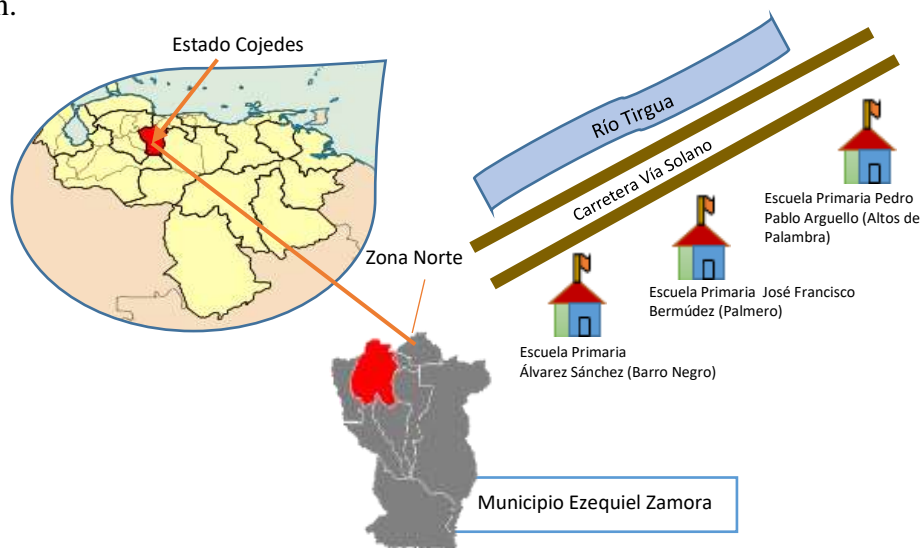 n.
Estado Cojedes
Río Tirgua
Carretera Vía Solano
Escuela Primaria Pedro
Pablo Arguello (Altos de
Palambra)
Zona Norte
Escuela Primaria José Francisco
Bermúdez (Palmero)
Escuela Primaria
Álvarez Sánchez (Barro Negro)
Municipio Ezequiel Zamora